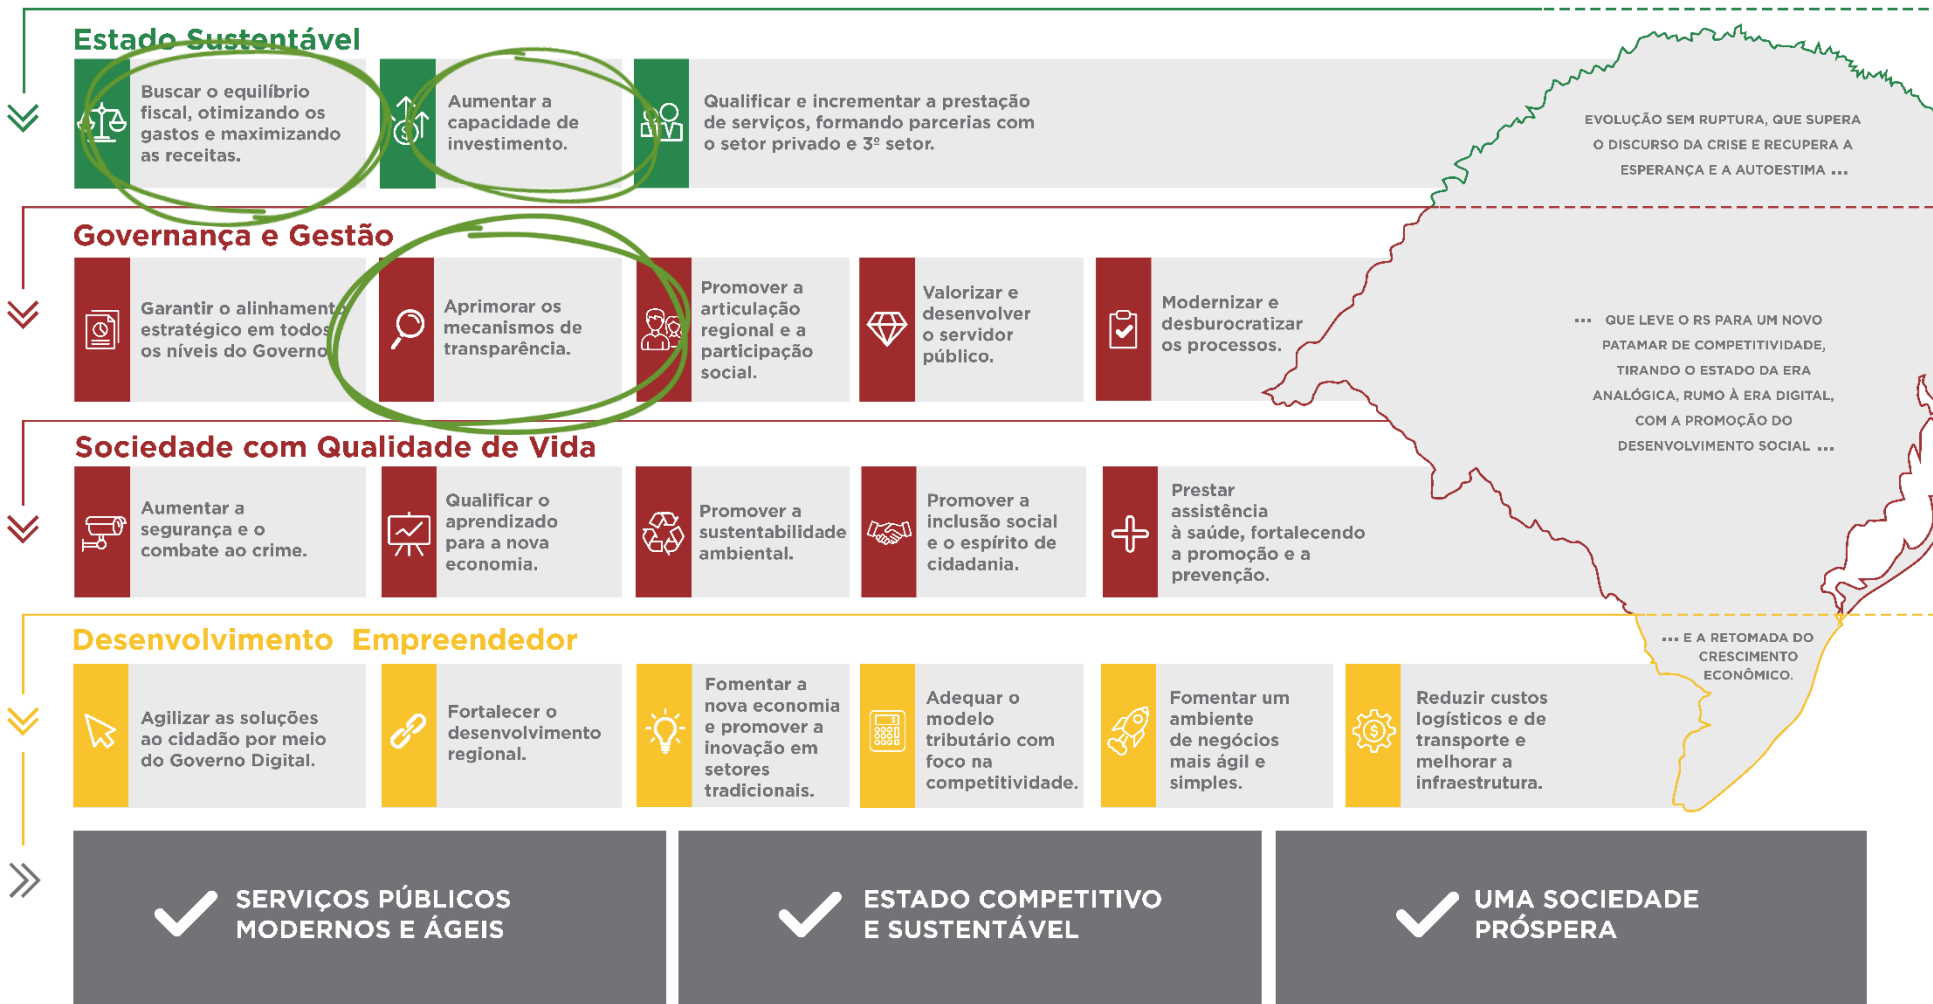 Estado Sustentável
Buscar o equilíbrio
fiscal, otimizando os
gastos e maximizando
as receitas.
Aumentar a
capacidade de
investimento.
Qualificar e incrementar a prestação
de serviços, formando parcerias com
o setor privado e 3º setor.
EVOLUÇÃO SEM RUPTURA, QUE SUPERA
O DISCURSO DA CRISE E RECUPERA A
ESPERANÇA E A AUTOESTIMA ...
Governança e Gestão
Garantir o alinhamento
estratégico em todos
os níveis do Governo
Aprimorar os
mecanismos de
transparência.
Promover a
articulação
regional e a
participação
social.
Valorizar e
desenvolver
o servidor
público.
Modernizar e
desburocratizar
os processos.
... QUE LEVE O RS PARA UM NOVO
PATAMAR DE COMPETITVIDADE,
TIRANDO O ESTADO DA ERA
ANALÓGICA, RUMO À ERA DIGITAL,
COM A PROMOÇÃO DO
DESENVOLVIMENTO SOCIAL ...
Sociedade com Qualidade de Vida
Aumentar a
segurança e o
combate ao crime.
Qualificar o
aprendizado
para a nova
economia.
Promover a
sustentabilidade
ambiental.
Promover a
inclusão social
e o espírito de
cidadania.
Prestar
assistência
à saúde, fortalecendo
a promoção e a
prevenção.
Desenvolvimento Empreendedor
Agilizar as soluções
ao cidadão por meio
do Governo Digital.
Fortalecer o
desenvolvimento
regional.
Fomentar a
nova economia
e promover a
inovação em
setores
tradicionais.
Adequar o
modelo
tributário com
foco na
competitividade.
Fomentar um
ambiente
de negócios
mais ágil e
simples.
Reduzir custos
logísticos e de
transporte e
melhorar a
infraestrutura.
... E A RETOMADA DO
CRESCIMENTO
ECONÔMICO.
SERVIÇOS PÚBLICOS
MODERNOS E ÁGEIS
ESTADO COMPETITIVO
E SUSTENTÁVEL
UMA SOCIEDADE
PRÓSPERA